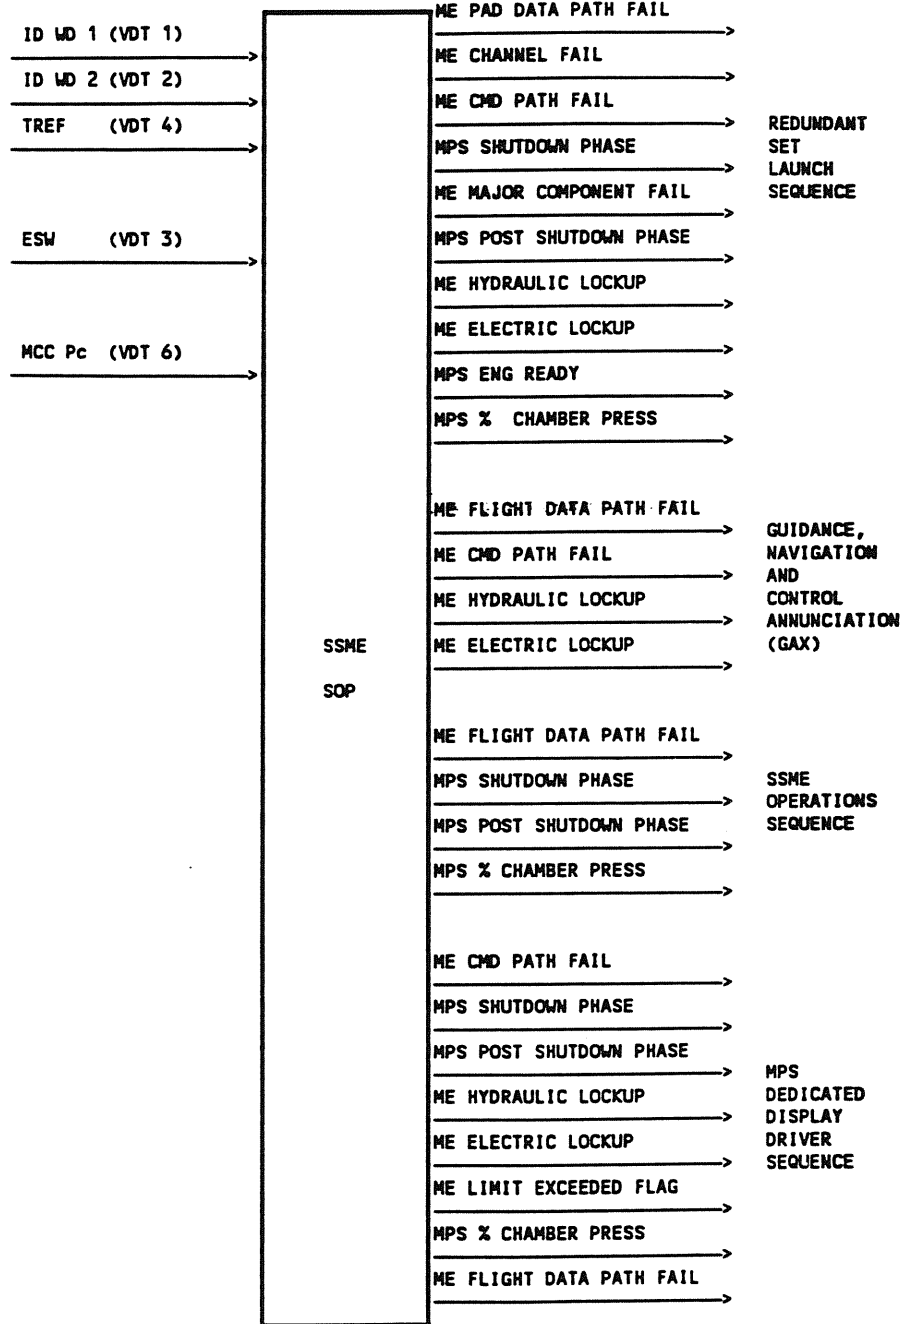 ID WD 1 (VDT 1)
ID WD 2 (VDT 2)
TREF (VDT 4)
ESW (VDT 3)
MCC Pc (VDT 6)
SSME
SOP
ME PAD DATA PATH FAIL
ME CHANNEL FAIL
ME CMD PATH FAIL
MPS SHUTDOWN PHASE
ME MAJOR COMPONENT FAIL
MPS POST SHUTDOWN PHASE
ME HYDRAULIC LOCKUP
ME ELECTRIC LOCKUP
MPS ENG READY
MPS % CHAMBER PRESS
REDUNDANT
SET
LAUNCH
SEQUENCE
ME FLIGHT DATA PATH FAIL
ME CMD PATH FAIL
ME HYDRAULIC LOCKUP
ME ELECTRIC LOCKUP
GUIDANCE,
NAVIGATION
AND
CONTROL
ANNUNCIATION
(GAX)
ME FLIGHT DATA PATH FAIL
MPS SHUTDOWN PHASE
MPS POST SHUTDOWN PHASE
MPS % CHAMBER PRESS
SSME
OPERATIONS
SEQUENCE
ME CMD PATH FAIL
MPS SHUTDOWN PHASE
MPS POST SHUTDOWN PHASE
ME HYDRAULIC LOCKUP
ME ELECTRIC LOCKUP
ME LIMIT EXCEEDED FLAG
MPS % CHAMBER PRESS
ME FLIGHT DATA PATH FAIL
MPS
DEDICATED
DISPLAY
DRIVER
SEQUENCE